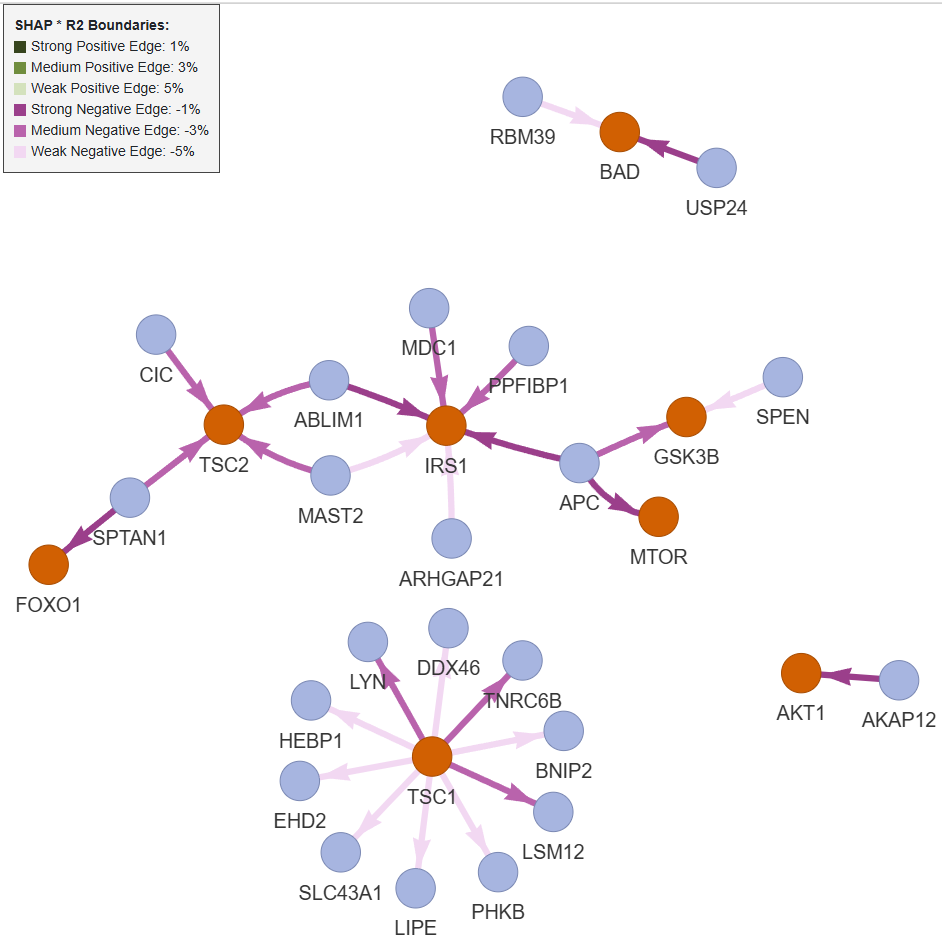 SHAP * R2 Boundaries:
Strong Positive Edge: 1%
Medium Positive Edge: 3%
Weak Positive Edge: 5%
Strong Negative Edge: -1%
Medium Negative Edge: -3%
Weak Negative Edge: -5%
RBM39
BAD
USP24
MDC1
CIC
PPFIBP1
ABLIM1
SPEN
TSC2
IRS1
GSK3B
APC
MAST2
SPTAN1
MTOR
ARHGAP21
FOXO1
DDX46
LYN
TNRC6B
AKT1
AKAP12
HEBP1
BNIP2
TSC1
EHD2
LSM12
SLC43A1
PHKB
LIPE